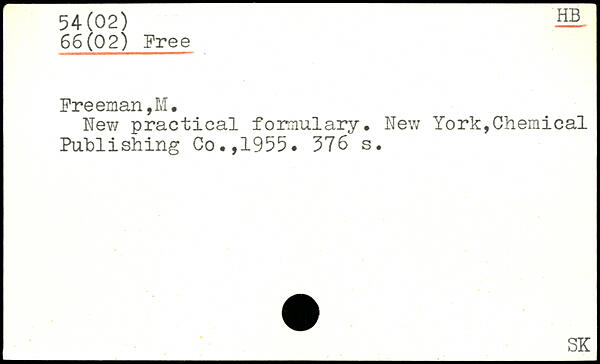 54(02)
HB
66(02) Free
Freeman,M.
New practical formulary. New York,Chemical
Publishing Co.,1955. 376 s.
SK